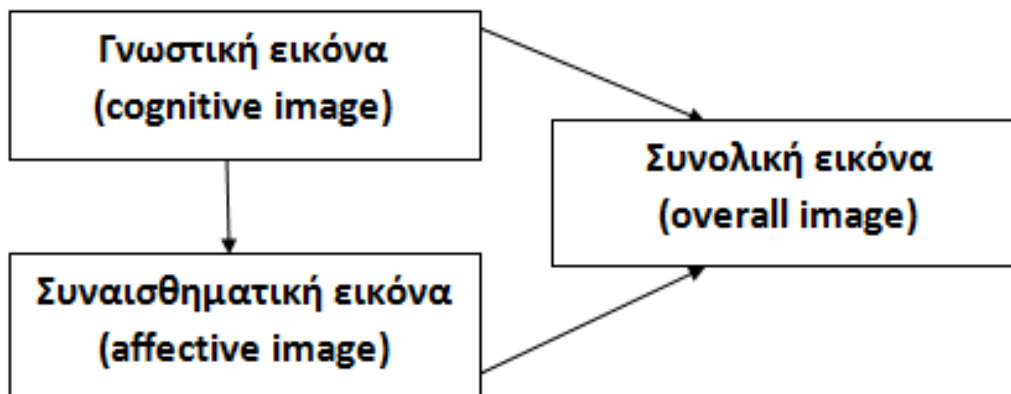 Γνωστική εικόνα
(cognitive image)
Συνολική εικόνα
(overall image)
Συναισθηματική εικόνα
(affective image)